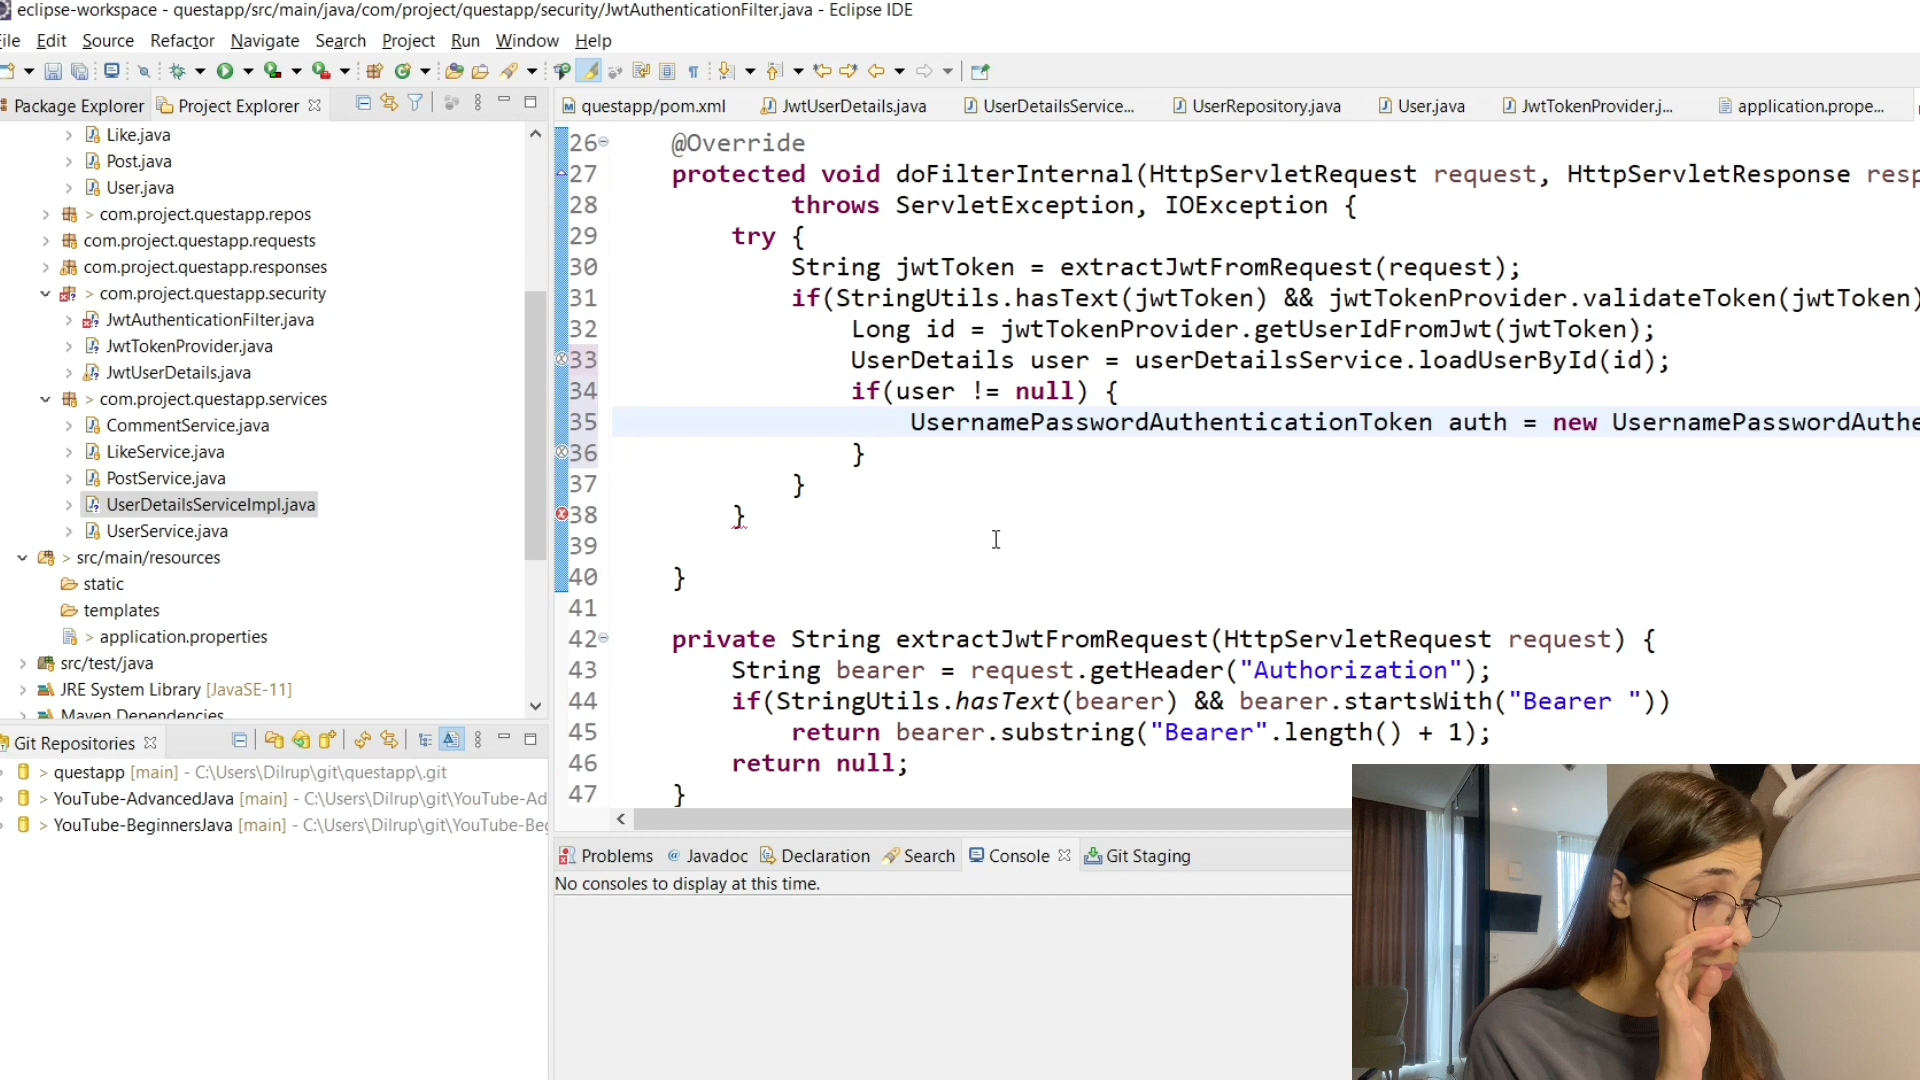 eclipse-workspace - questapp/src/main/java/com/project/questapp/security/JwtAuthenticationFilter.java - Eclipse IDE
File Edit Source Refactor Navigate Search Project Run Window Help
Package Explorer Project Explorer
questapp/pom.xml JwtUserDetails.java UserDetailsService... UserRepository.java User.java JwtTokenProvider.j... application.prope...
Like.java
Post.java
User.java
> com.project.questapp.repos
com.project.questapp.requests
com.project.questapp.responses
> com.project.questapp.security
JwtAuthenticationFilter.java
JwtTokenProvider.java
JwtUserDetails.java
> com.project.questapp.services
CommentService.java
LikeService.java
PostService.java
UserDetailsServiceImpl.java
UserService.java
> src/main/resources
static
templates
> application.properties
src/test/java
JRE System Library [JavaSE-11]
Maven Dependencies
26 @Override
27 protected void doFilterInternal(HttpServletRequest request, HttpServletResponse resp
28 throws ServletException, IOException {
29 try {
30 String jwtToken = extractJwtFromRequest(request);
31 if(StringUtils.hasText(jwtToken) && jwtTokenProvider.validateToken(jwtToken)
32 Long id = jwtTokenProvider.getUserIdFromJwt(jwtToken);
33 UserDetails user = userDetailsService.loadUserById(id);
34 if(user != null) {
35 UsernamePasswordAuthenticationToken auth = new UsernamePasswordAuthe
36 }
37 }
38 }
39
40 }
41
42 private String extractJwtFromRequest(HttpServletRequest request) {
43 String bearer = request.getHeader("Authorization");
44 if(StringUtils.hasText(bearer) && bearer.startsWith("Bearer "))
45 return bearer.substring("Bearer".length() + 1);
46 return null;
47 }
Git Repositories
> questapp [main] - C:\Users\Dilrup\git\questapp\.git
> YouTube-AdvancedJava [main] - C:\Users\Dilrup\git\YouTube-Ad
> YouTube-BeginnersJava [main] - C:\Users\Dilrup\git\YouTube-Be
Problems @ Javadoc Declaration Search Console Git Staging
No consoles to display at this time.